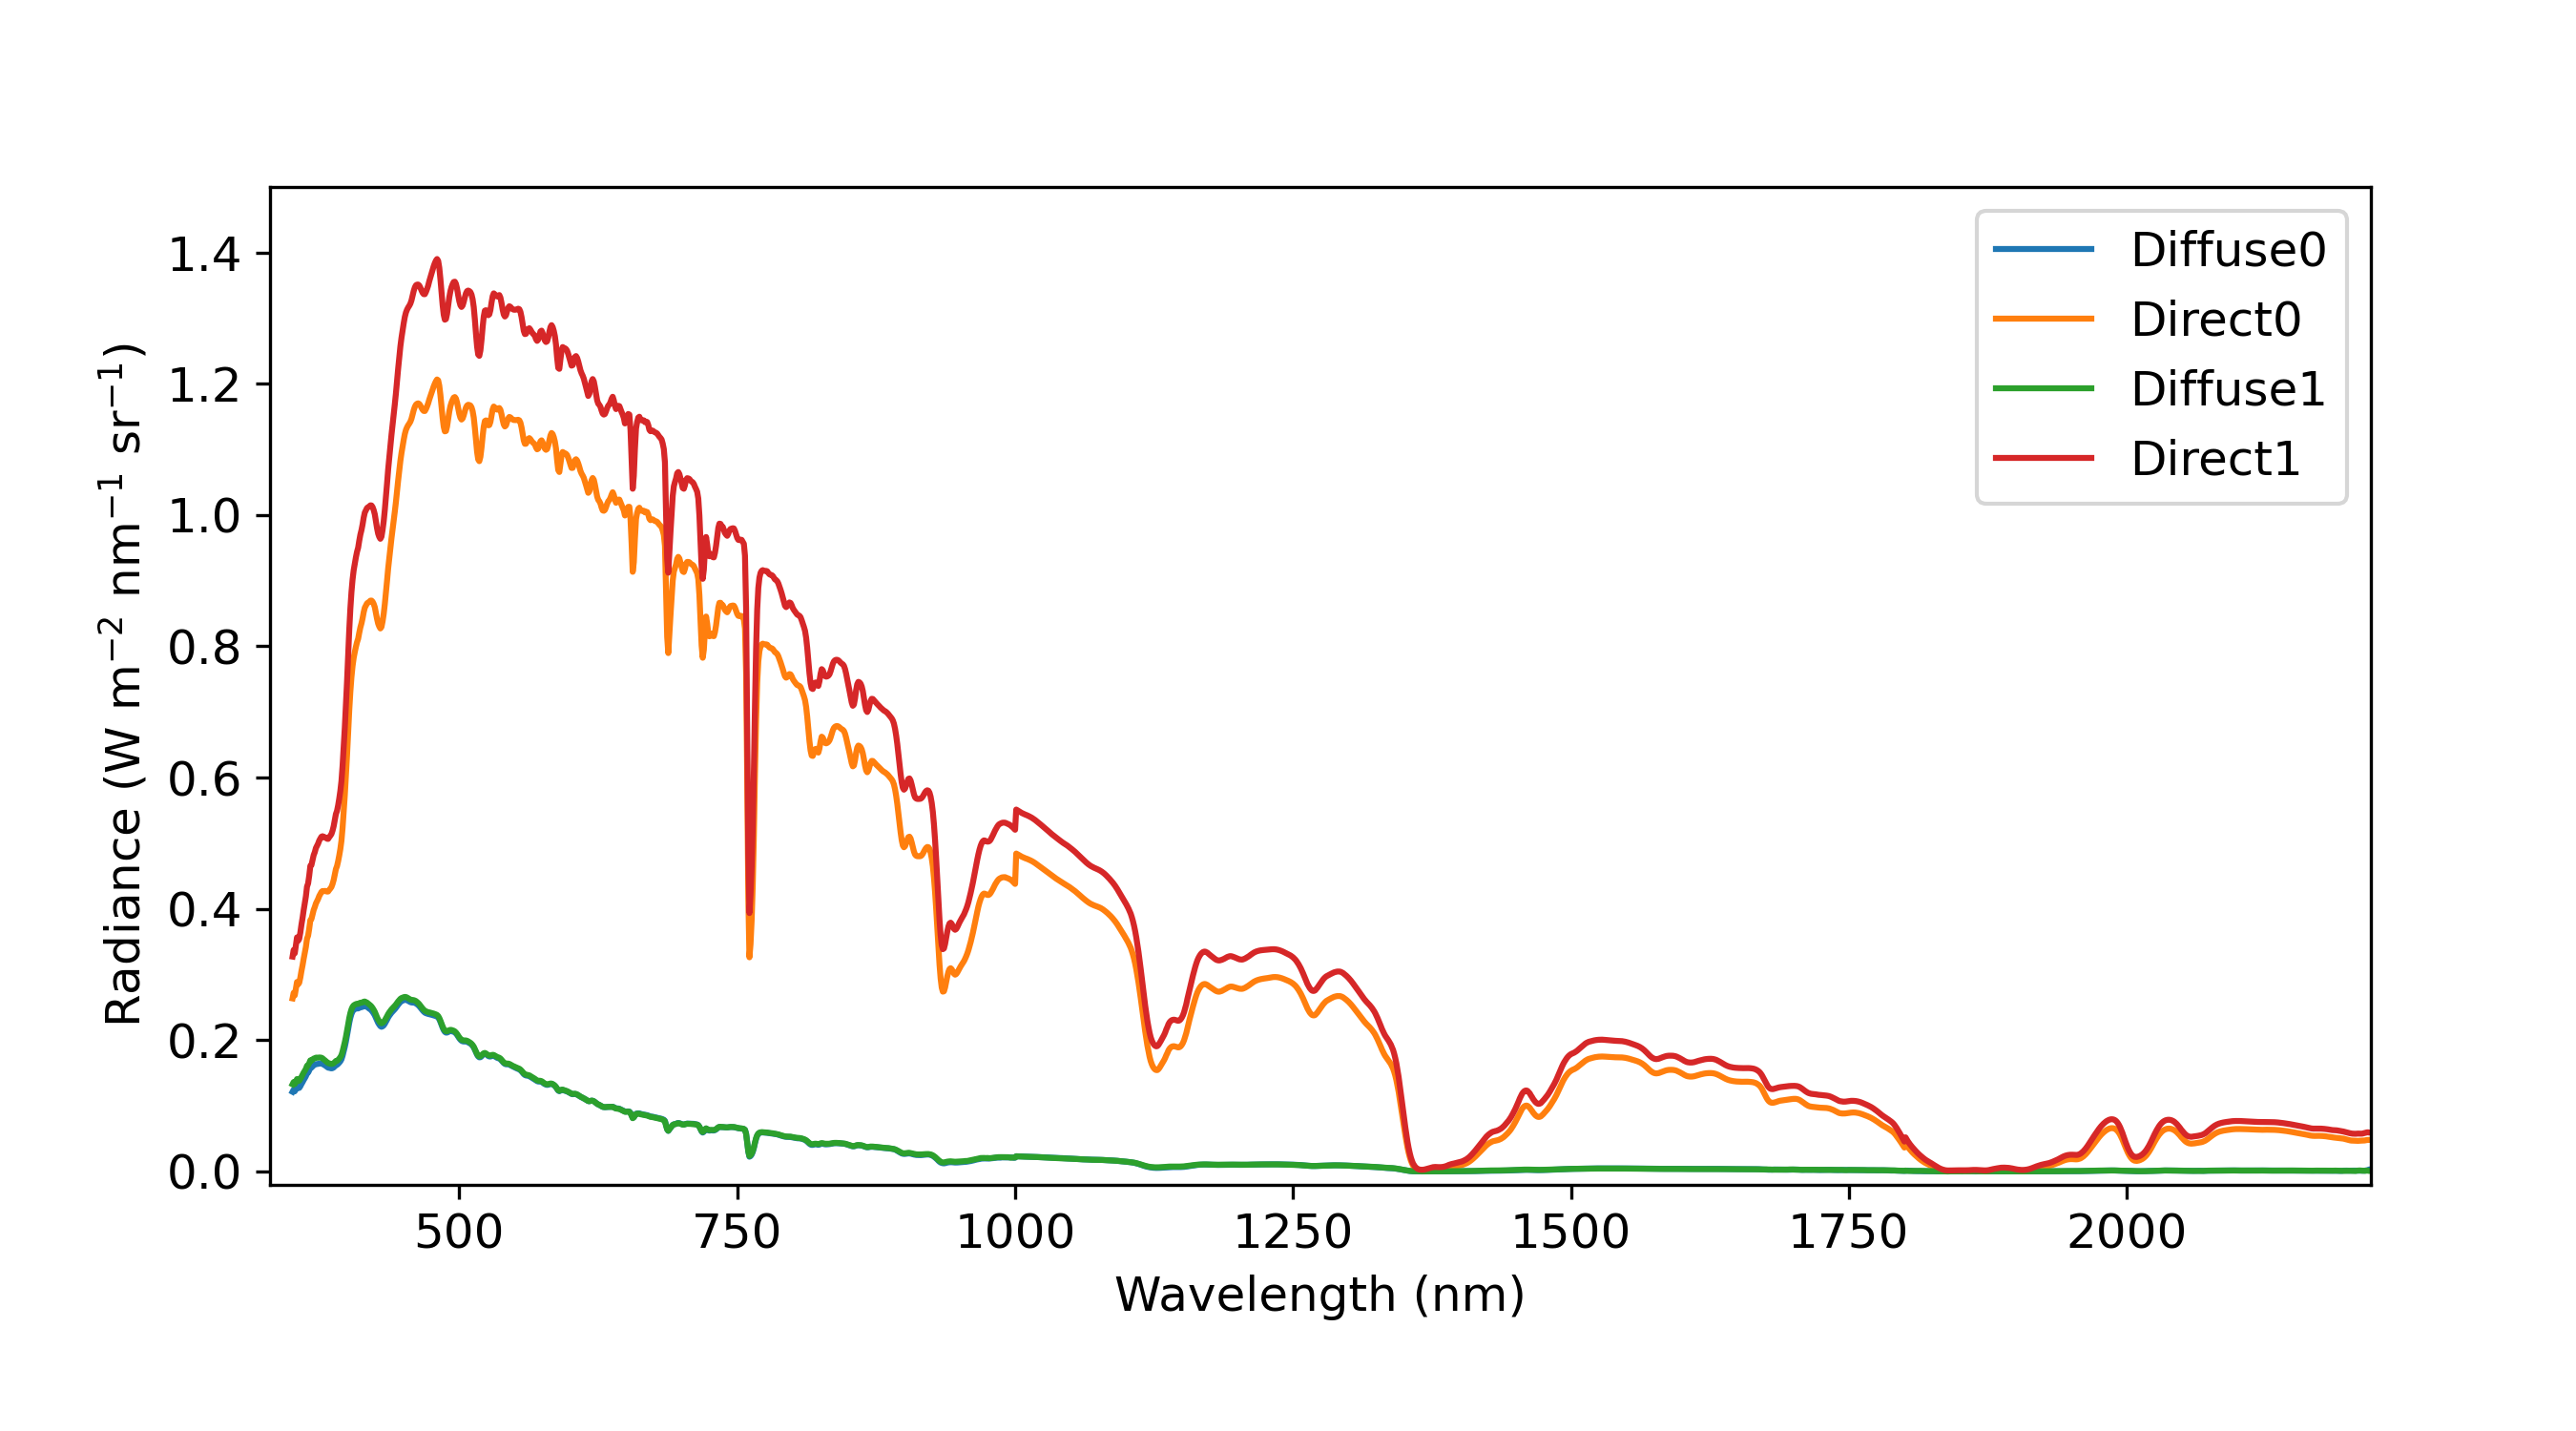 1.4
1.2
1.0
0.8
0.6
0.4
0.2
0.0
500 750 1000 1250 1500 1750 2000
Wavelength (nm)
Radiance (W m⁻² nm⁻¹ sr⁻¹)
Diffuse0
Direct0
Diffuse1
Direct1